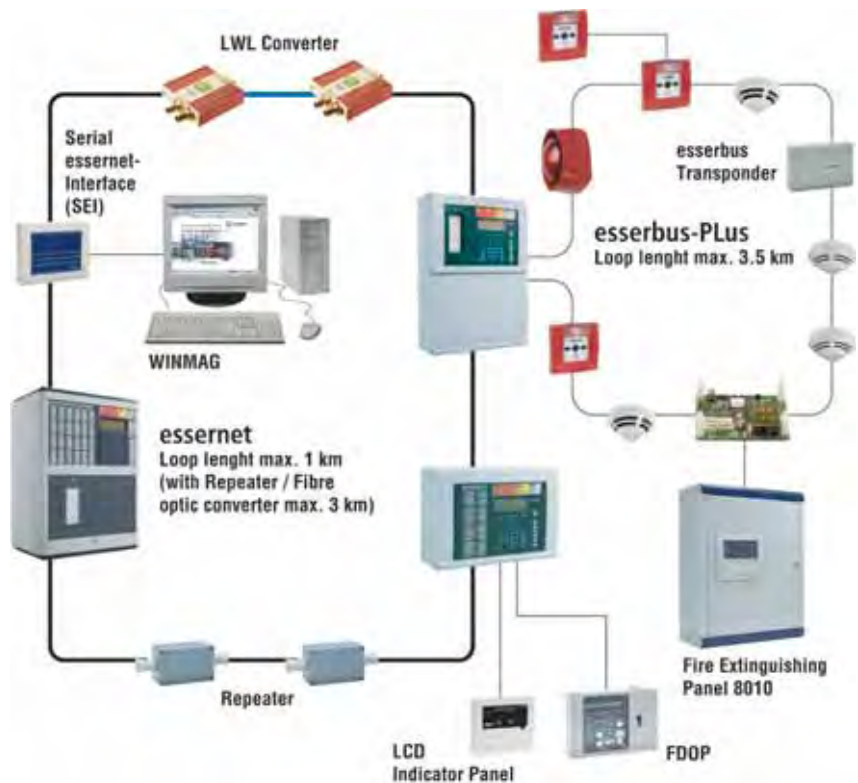 LWL Converter
Serial
essernet-
Interface
(SEI)
WINMAG
essernet
Loop lenght max. 1 km
(with Repeater / Fibre
optic converter max. 3 km)
Repeater
esserbus
Transponder
esserbus-PLus
Loop lenght max. 3.5 km
Fire Extinguishing
Panel 8010
LCD
Indicator Panel
FDOP